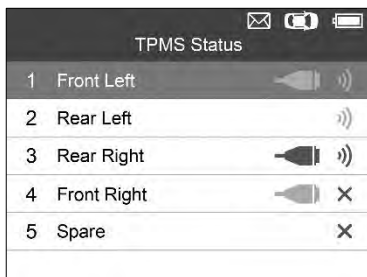 TPMS Status
1 Front Left
2 Rear Left
3 Rear Right
4 Front Right
5 Spare